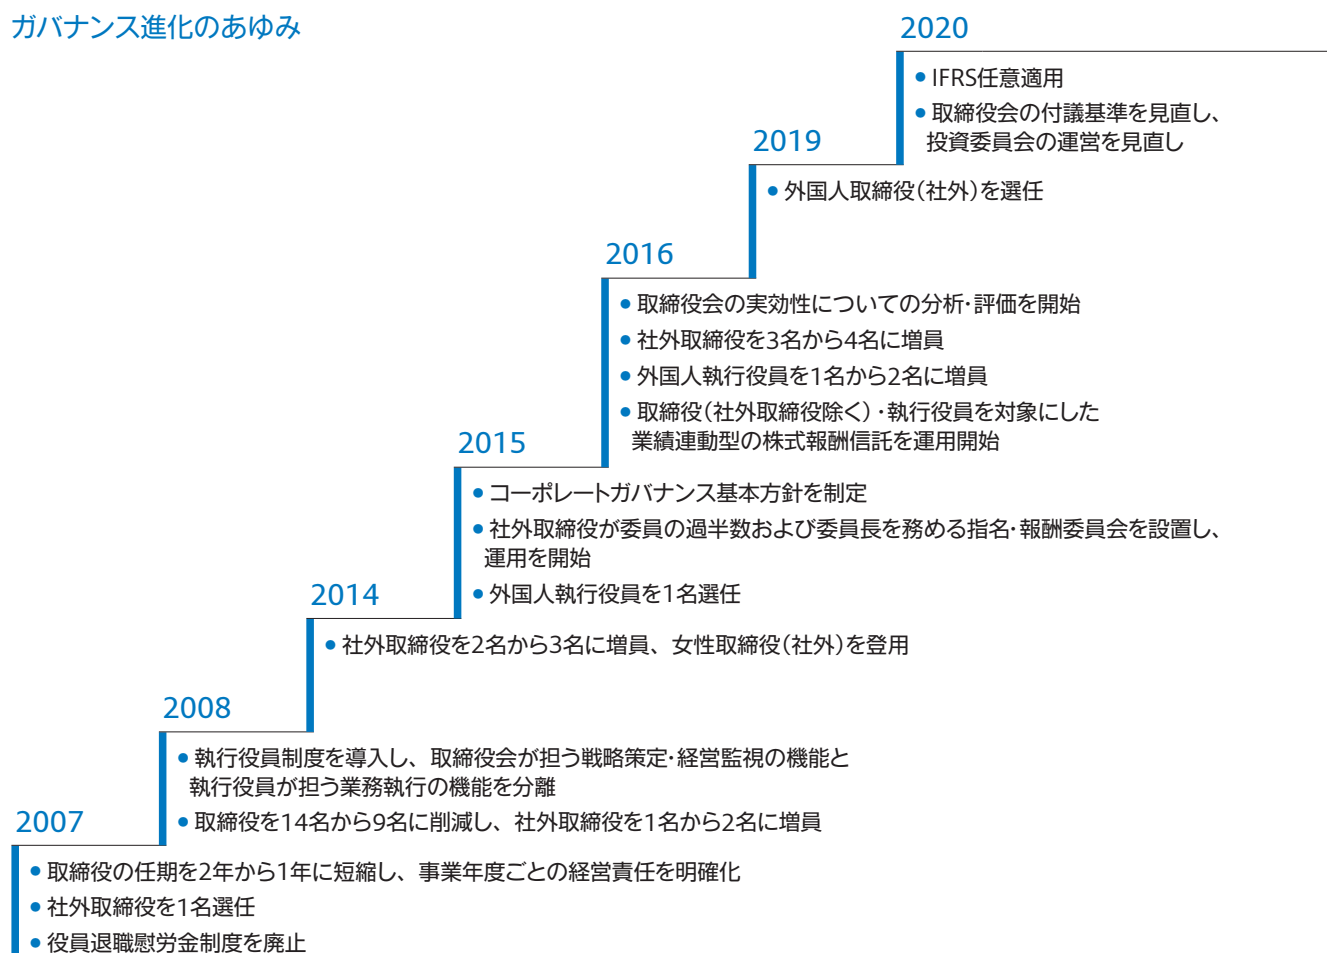 ガバナンス進化のあゆみ
2020
● IFRS任意適用
● 取締役会の付議基準を見直し、
投資委員会の運営を見直し
2019
● 外国人取締役(社外)を選任
2016
● 取締役会の実効性についての分析・評価を開始
● 社外取締役を3名から4名に増員
● 外国人執行役員を1名から2名に増員
● 取締役(社外取締役除く)・執行役員を対象にした
業績連動型の株式報酬信託を運用開始
2015
● コーポレートガバナンス基本方針を制定
● 社外取締役が委員の過半数および委員長を務める指名・報酬委員会を設置し、
運用を開始
● 外国人執行役員を1名選任
2014
● 社外取締役を2名から3名に増員、女性取締役(社外)を登用
2008
● 執行役員制度を導入し、取締役会が担う戦略策定・経営監視の機能と
執行役員が担う業務執行の機能を分離
● 取締役を14名から9名に削減し、社外取締役を1名から2名に増員
2007
● 取締役の任期を2年から1年に短縮し、事業年度ごとの経営責任を明確化
● 社外取締役を1名選任
● 役員退職慰労金制度を廃止